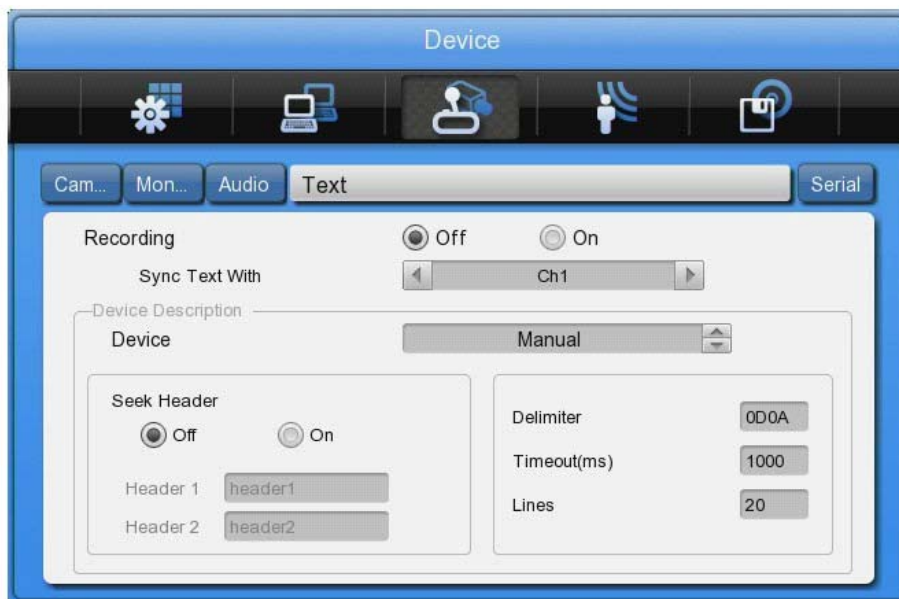 Device
Cam... Mon... Audio Text Serial
Recording Off On
Sync Text With Ch1
Device Description
Device Manual
Seek Header
Off On
Header 1 header1
Header 2 header2
Delimiter 0D0A
Timeout(ms) 1000
Lines 20